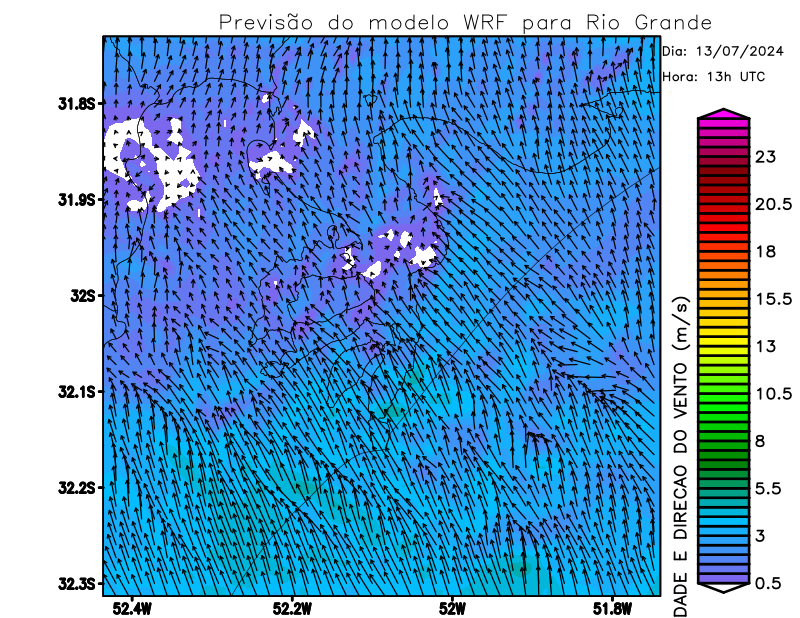 Previsão do modelo WRF para Rio Grande
Dia: 13/07/2024
Hora: 13h UTC
31.8S
31.9S
32S
32.1S
32.2S
32.3S
52.4W
52.2W
52W
51.8W
DADE E DIRECAO DO VENTO (m/s)
23
20.5
18
15.5
13
10.5
8
5.5
3
0.5